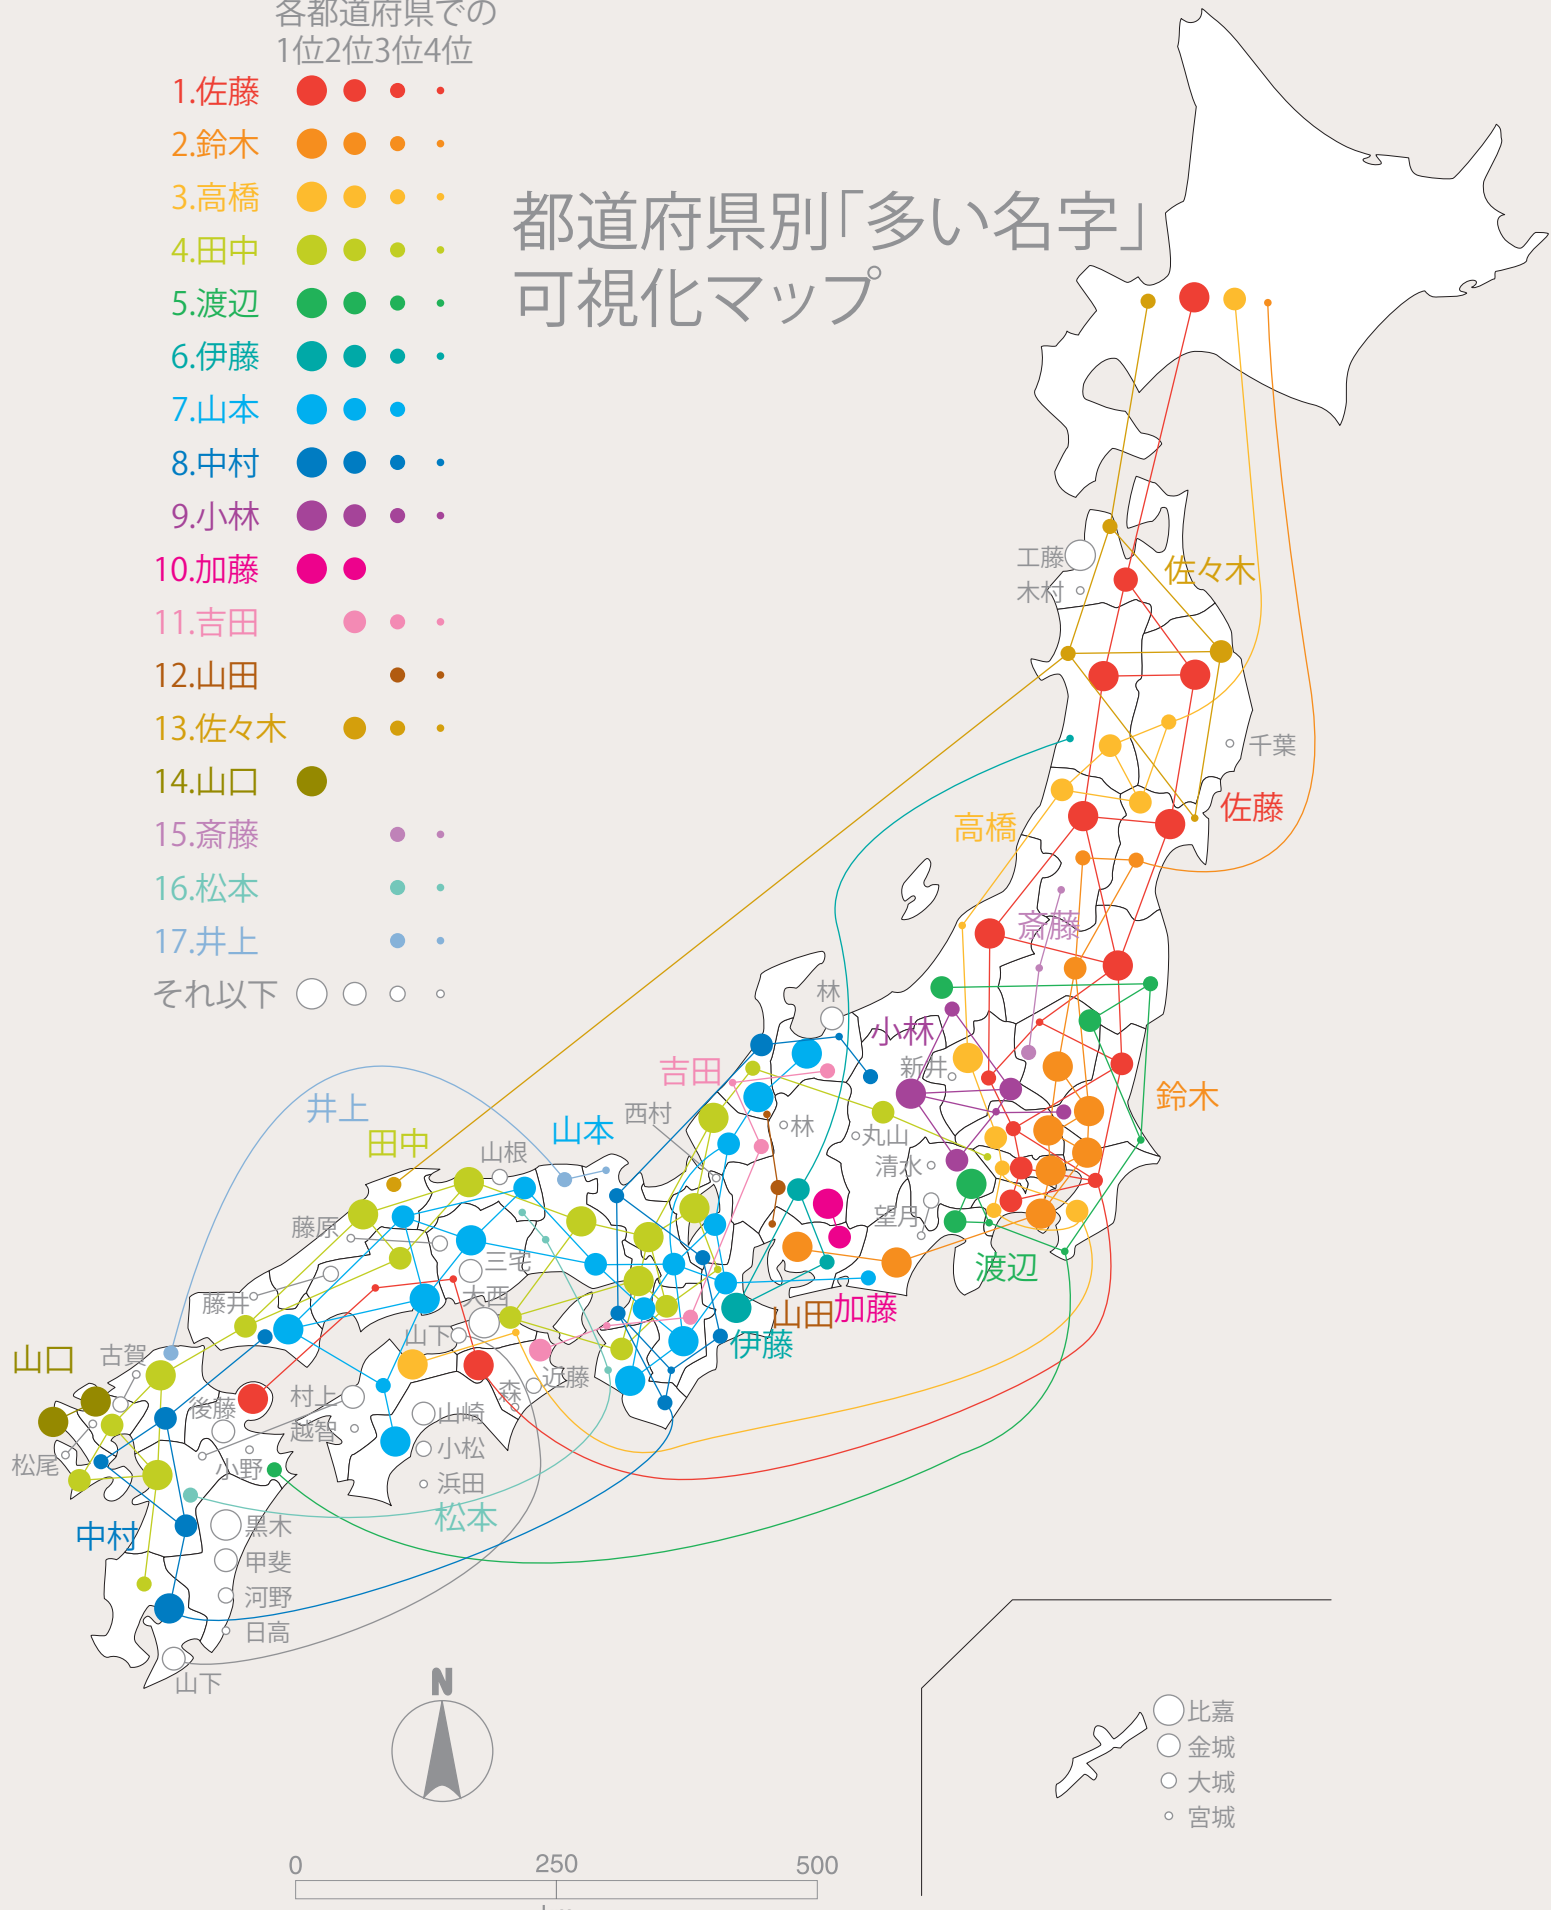 各都道府県での
1位2位3位4位
1.佐藤
2.鈴木
3.高橋
4.田中
5.渡辺
6.伊藤
7.山本
8.中村
9.小林
10.加藤
11.吉田
12.山田
13.佐々木
14.山口
15.斎藤
16.松本
17.井上
それ以下
都道府県別「多い名字」
可視化マップ
工藤
佐々木
木村
千葉
佐藤
高橋
斎藤
林
小林
吉田
新井
鈴木
井上
西村
田中
山本
林
丸山
山根
清水
藤原
望月
三宅
渡辺
藤井
大西
山田
加藤
山下
伊藤
山口
古賀
近藤
村上
森
後藤
山崎
越智
小松
松尾
小野
浜田
松本
中村
黒木
甲斐
河野
日高
山下
N
比嘉
金城
大城
宮城
0
250
500